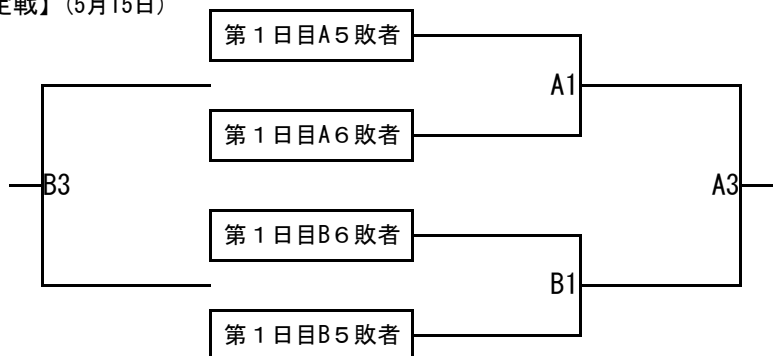 定戦】(5月15日)
第１日目A５敗者
A1
第１日目A６敗者
B3
A3
第１日目B６敗者
B1
第１日目B５敗者